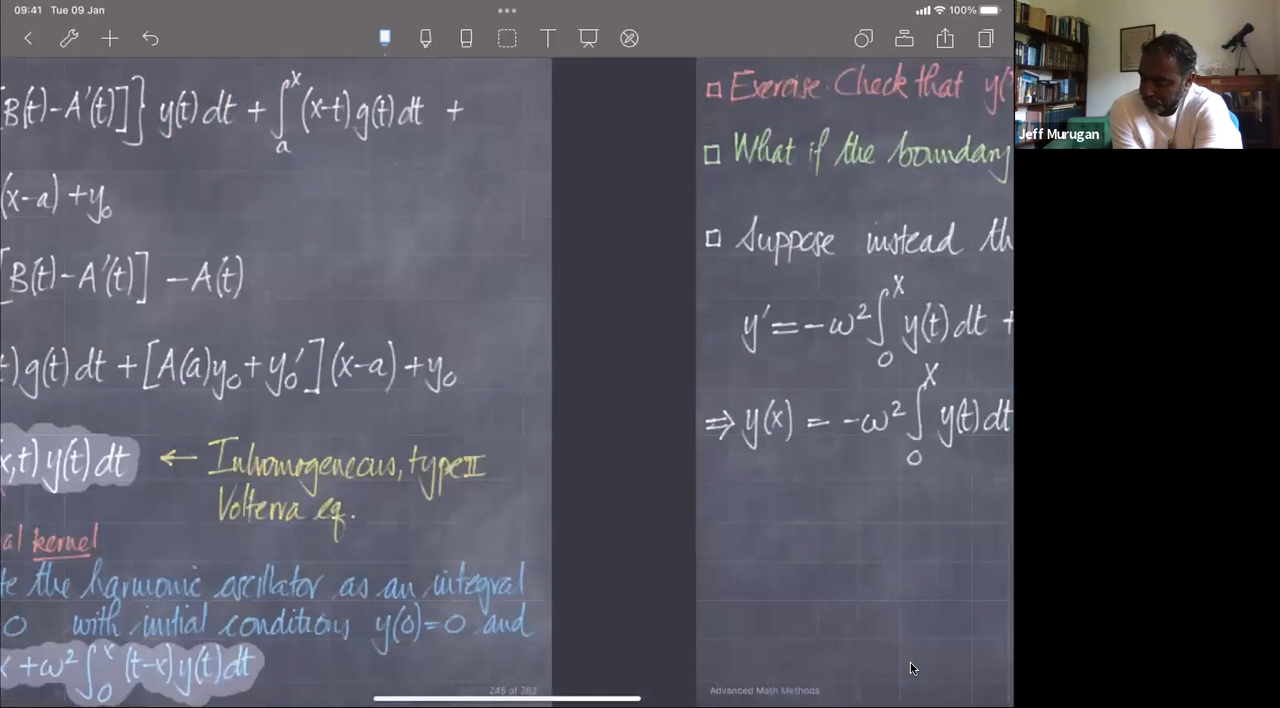 09:41 Tue 09 Jan
100%
[B(t)-A'(t)]]} y(t)dt + ∫ₐˣ (x-t)g(t)dt +
(x-a)+y₀
[B(t)-A'(t)] -A(t)
t)g(t)dt + [A(a)y₀+y₀'](x-a)+y₀
x,t)y(t)dt ← Inhomogeneous, type II
Volterra eq.
al kernel
te the harmonic oscillator as an integral
0 with initial conditions y(0)=0 and
x +ω² ∫₀ˣ (t-x)y(t)dt
246 of 263
□ Exercise. Check that y(
□ What if the boundary
□ Suppose instead th
y' = -ω² ∫₀ˣ y(t)dt +
⇒ y(x) = -ω² ∫₀ˣ y(t)dt
Advanced Math Methods
Jeff Murugan